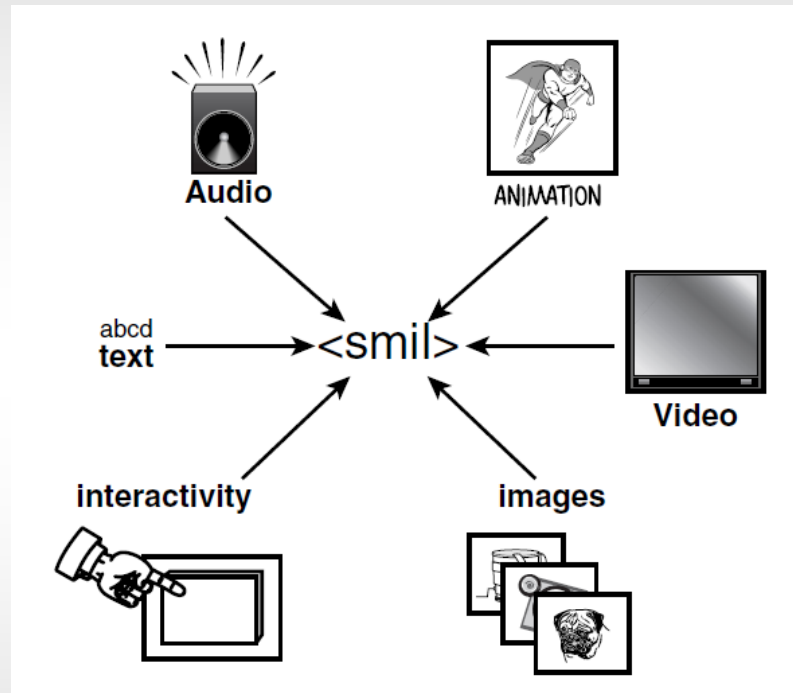 Audio
ANIMATION
abcd
text
<smil>
Video
interactivity
images